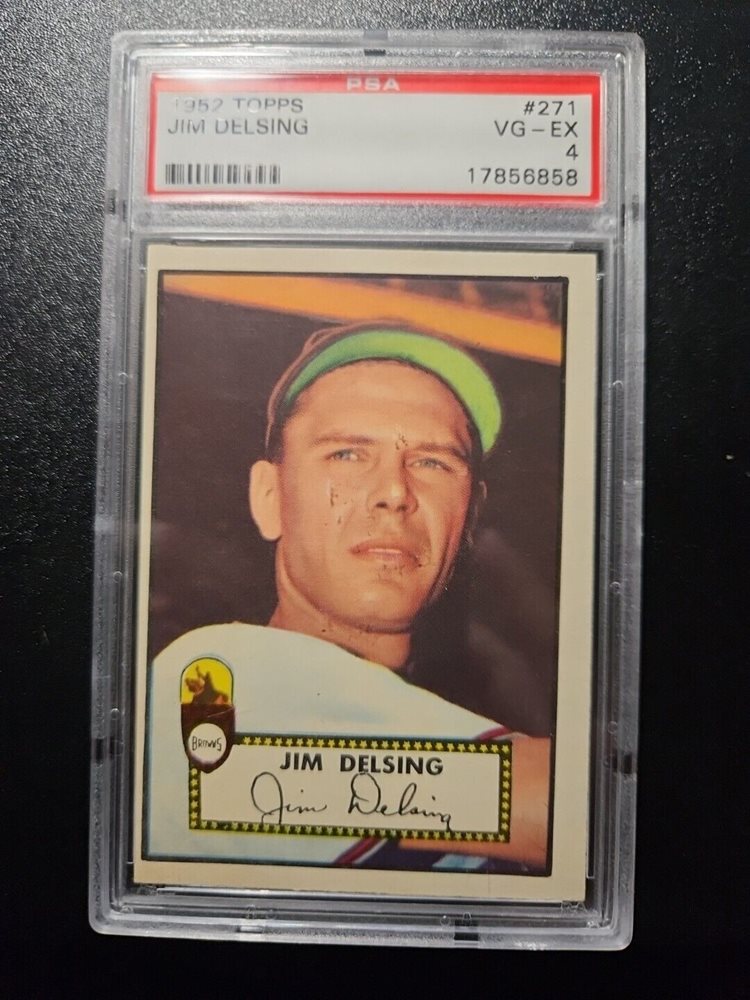 PSA
1952 TOPPS #271
JIM DELSING VG-EX
4
17856858
BROWNS
JIM DELSING
Jim Delsing